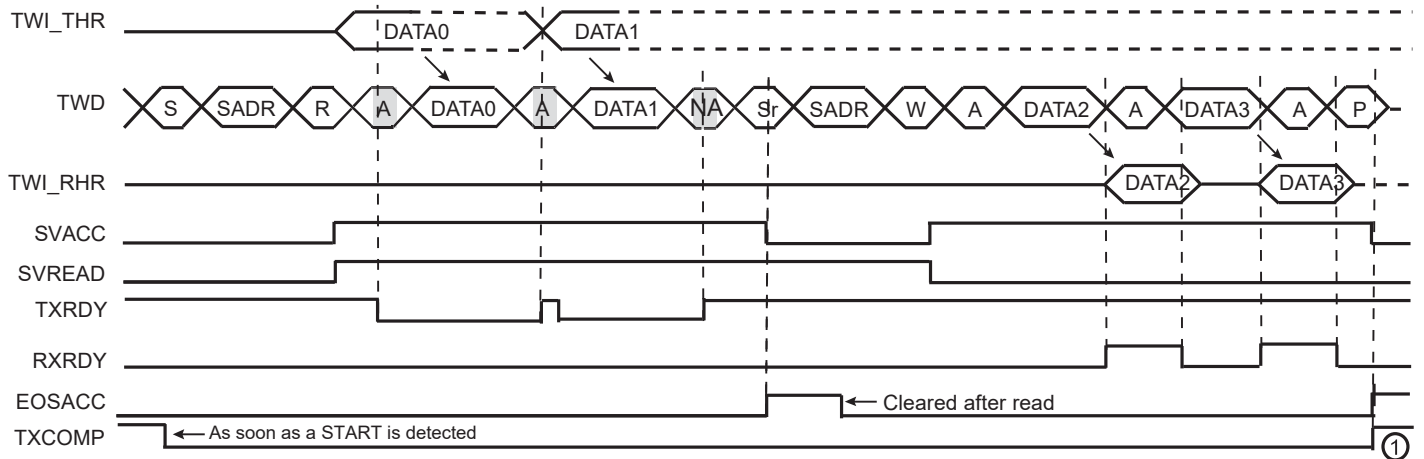 TWI_THR DATA0 DATA1
TWD S SADR R A DATA0 A DATA1 NA Sr SADR W A DATA2 A DATA3 A P
TWI_RHR DATA2 DATA3
SVACC
SVREAD
TXRDY
RXRDY
EOSACC Cleared after read
TXCOMP As soon as a START is detected 1